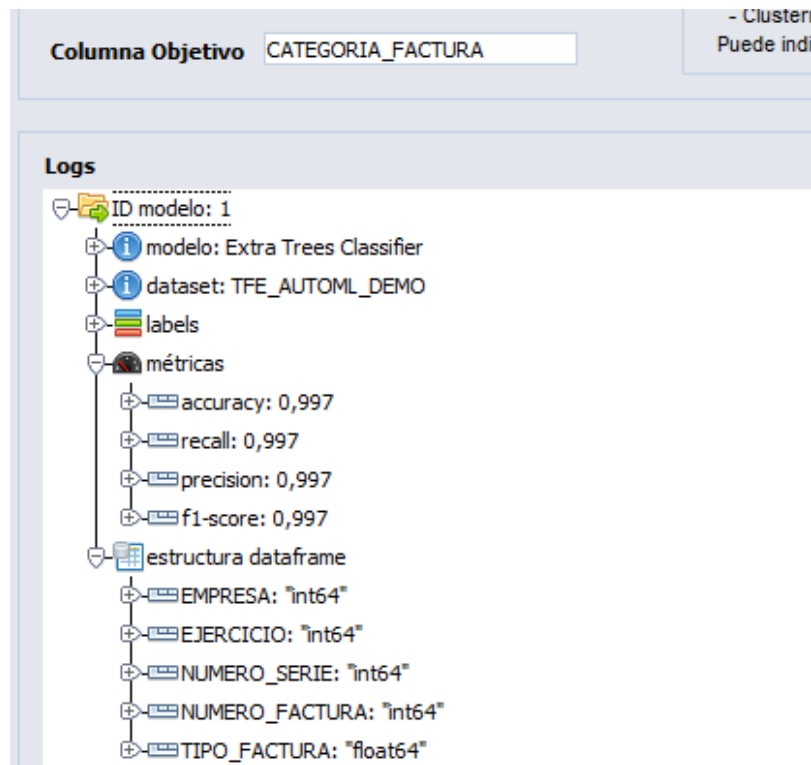 - Cluster
Columna Objetivo CATEGORIA_FACTURA
Puede indi
Logs
ID modelo: 1
modelo: Extra Trees Classifier
dataset: TFE_AUTOML_DEMO
labels
métricas
accuracy: 0,997
recall: 0,997
precision: 0,997
f1-score: 0,997
estructura dataframe
EMPRESA: "int64"
EJERCICIO: "int64"
NUMERO_SERIE: "int64"
NUMERO_FACTURA: "int64"
TIPO_FACTURA: "float64"